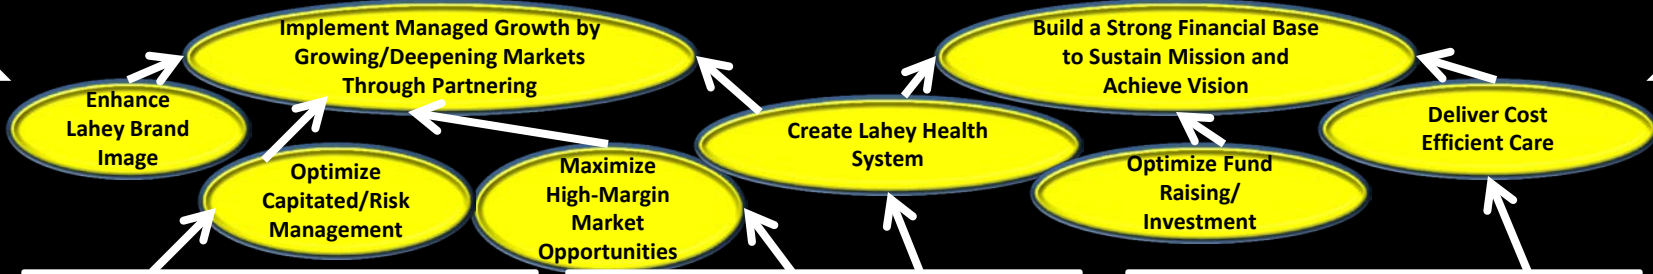 Implement Managed Growth by
Growing/Deepening Markets
Through Partnering
Build a Strong Financial Base
to Sustain Mission and
Achieve Vision
Enhance
Lahey Brand
Image
Optimize
Capitated/Risk
Management
Maximize
High-Margin
Market
Opportunities
Create Lahey Health
System
Optimize Fund
Raising/
Investment
Deliver Cost
Efficient Care